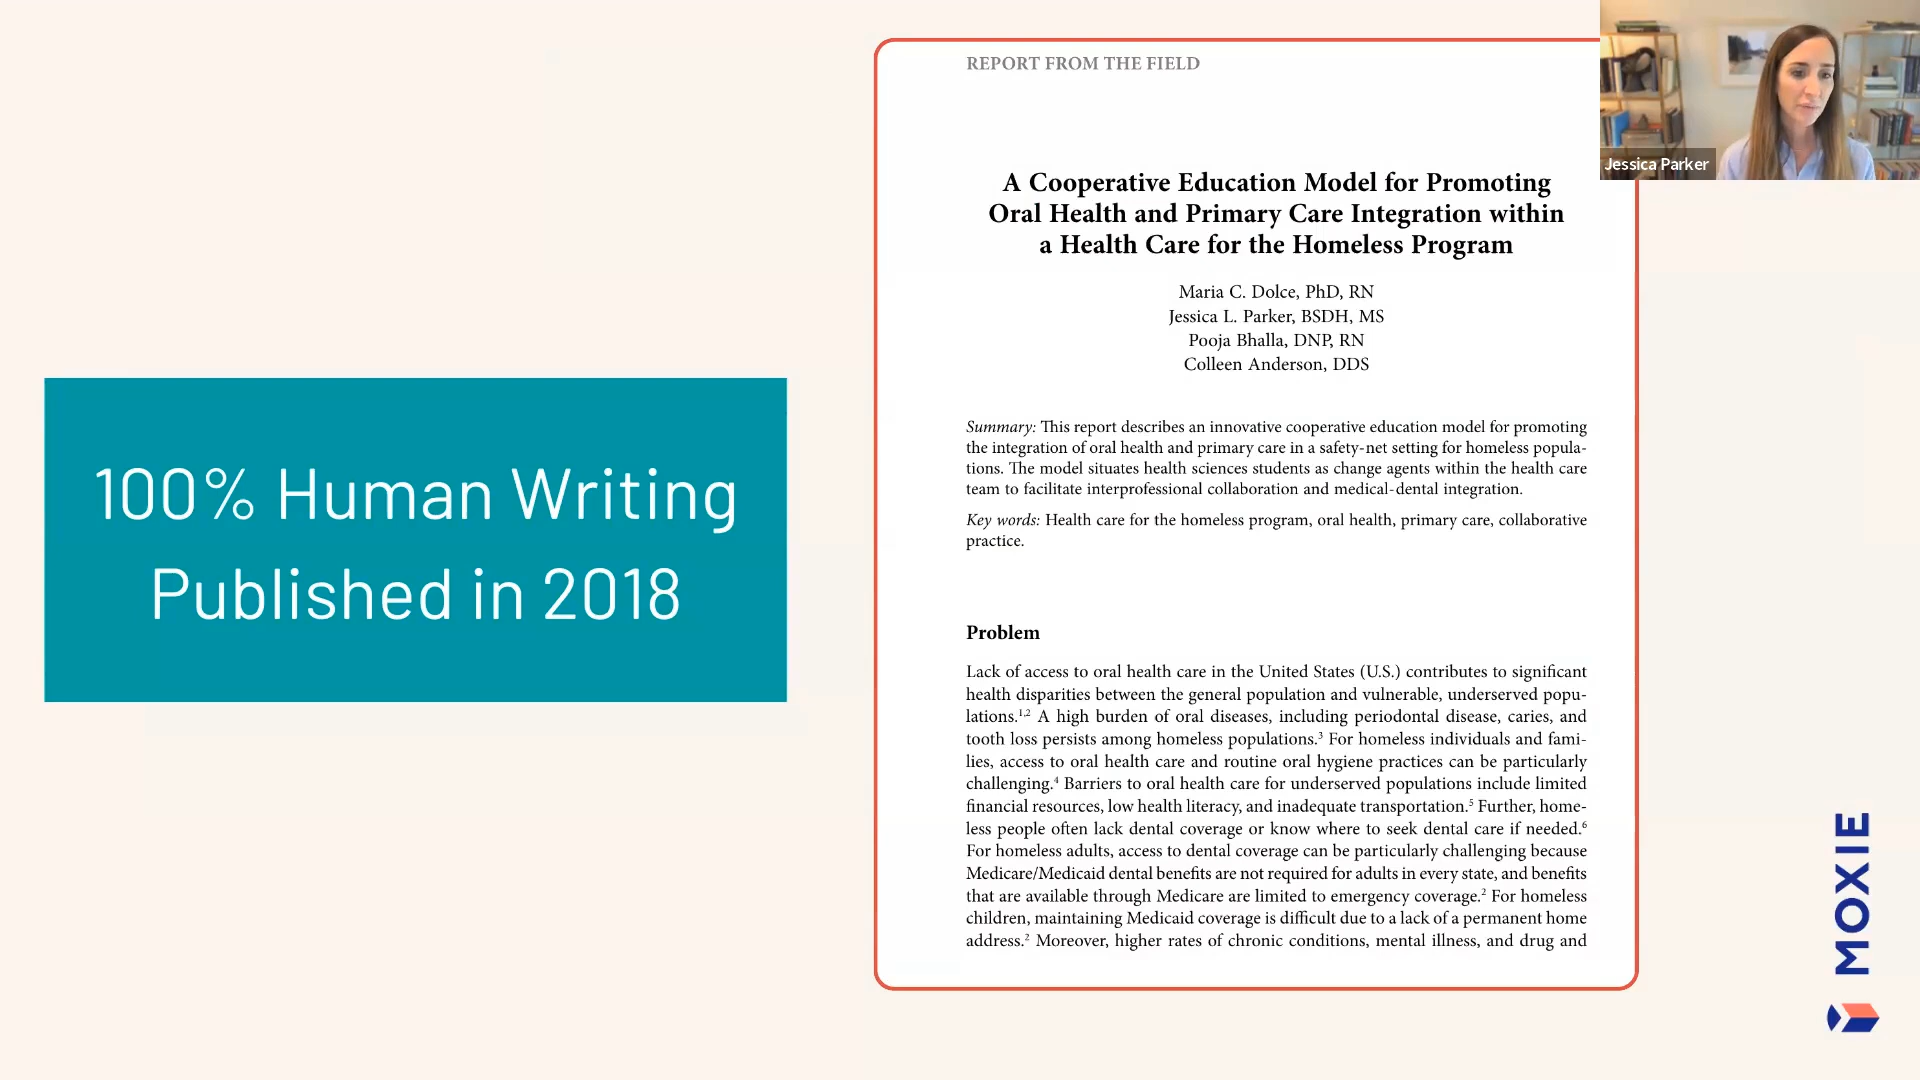 REPORT FROM THE FIELD
A Cooperative Education Model for Promoting
Oral Health and Primary Care Integration within
a Health Care for the Homeless Program
Maria C. Dolce, PhD, RN
Jessica L. Parker, BSDH, MS
Pooja Bhalla, DNP, RN
Colleen Anderson, DDS
Summary: This report describes an innovative cooperative education model for promoting
the integration of oral health and primary care in a safety-net setting for homeless popula-
tions. The model situates health sciences students as change agents within the health care
team to facilitate interprofessional collaboration and medical-dental integration.
Key words: Health care for the homeless program, oral health, primary care, collaborative
practice.
Problem
Lack of access to oral health care in the United States (U.S.) contributes to significant
health disparities between the general population and vulnerable, underserved popu-
lations.1,2 A high burden of oral diseases, including periodontal disease, caries, and
tooth loss persists among homeless populations.3 For homeless individuals and fami-
lies, access to oral health care and routine oral hygiene practices can be particularly
challenging.4 Barriers to oral health care for underserved populations include limited
financial resources, low health literacy, and inadequate transportation.5 Further, home-
less people often lack dental coverage or know where to seek dental care if needed.6
For homeless adults, access to dental coverage can be particularly challenging because
Medicare/Medicaid dental benefits are not required for adults in every state, and benefits
that are available through Medicare are limited to emergency coverage.2 For homeless
children, maintaining Medicaid coverage is difficult due to a lack of a permanent home
address.2 Moreover, higher rates of chronic conditions, mental illness, and drug and
100% Human Writing
Published in 2018
Jessica Parker
MOXIE